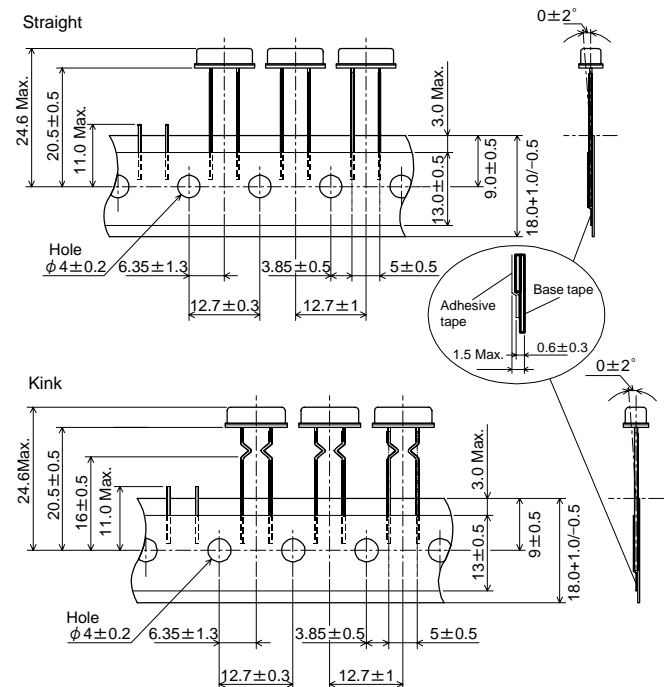 Straight
0±2°
24.6 Max.
20.5±0.5
11.0 Max.
3.0 Max.
13.0±0.5
9.0±0.5
18.0+1.0/−0.5
Hole
φ4±0.2
6.35±1.3
3.85±0.5
5±0.5
12.7±0.3
12.7±1
Adhesive
tape
Base tape
1.5 Max.
0.6±0.3
Kink
0±2°
24.6Max.
20.5±0.5
16±0.5
11.0 Max.
3.0 Max.
13±0.5
9±0.5
18.0+1.0/−0.5
Hole
φ4±0.2
6.35±1.3
3.85±0.5
5±0.5
12.7±0.3
12.7±1